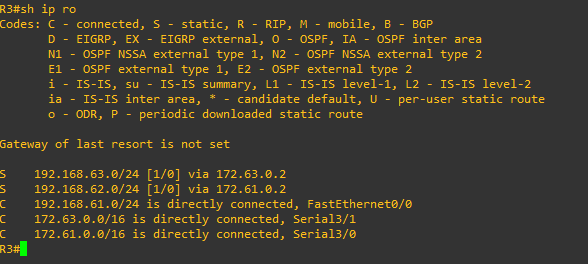 R3#sh ip ro
Codes: C - connected, S - static, R - RIP, M - mobile, B - BGP
       D - EIGRP, EX - EIGRP external, O - OSPF, IA - OSPF inter area
       N1 - OSPF NSSA external type 1, N2 - OSPF NSSA external type 2
       E1 - OSPF external type 1, E2 - OSPF external type 2
       i - IS-IS, su - IS-IS summary, L1 - IS-IS level-1, L2 - IS-IS level-2
       ia - IS-IS inter area, * - candidate default, U - per-user static route
       o - ODR, P - periodic downloaded static route
Gateway of last resort is not set
S    192.168.63.0/24 [1/0] via 172.63.0.2
S    192.168.62.0/24 [1/0] via 172.61.0.2
C    192.168.61.0/24 is directly connected, FastEthernet0/0
C    172.63.0.0/16 is directly connected, Serial3/1
C    172.61.0.0/16 is directly connected, Serial3/0
R3#